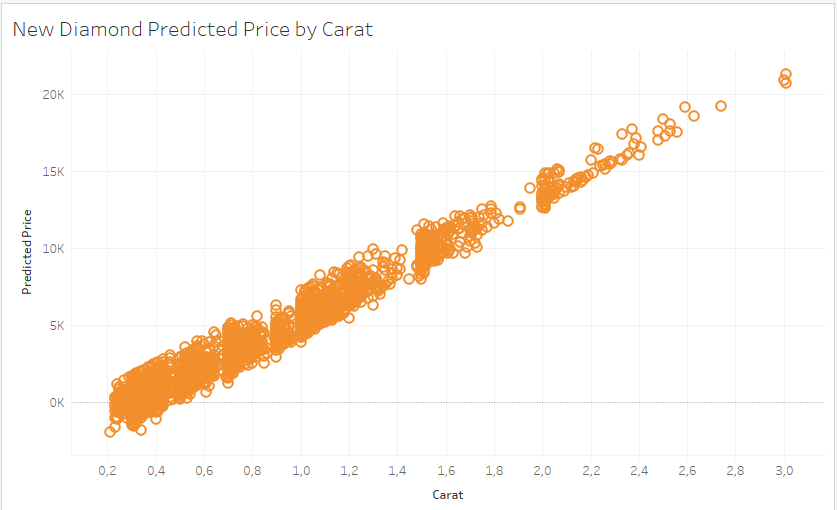 New Diamond Predicted Price by Carat
20K
15K
10K
5K
0K
Predicted Price
0,2 0,4 0,6 0,8 1,0 1,2 1,4 1,6 1,8 2,0 2,2 2,4 2,6 2,8 3,0
Carat